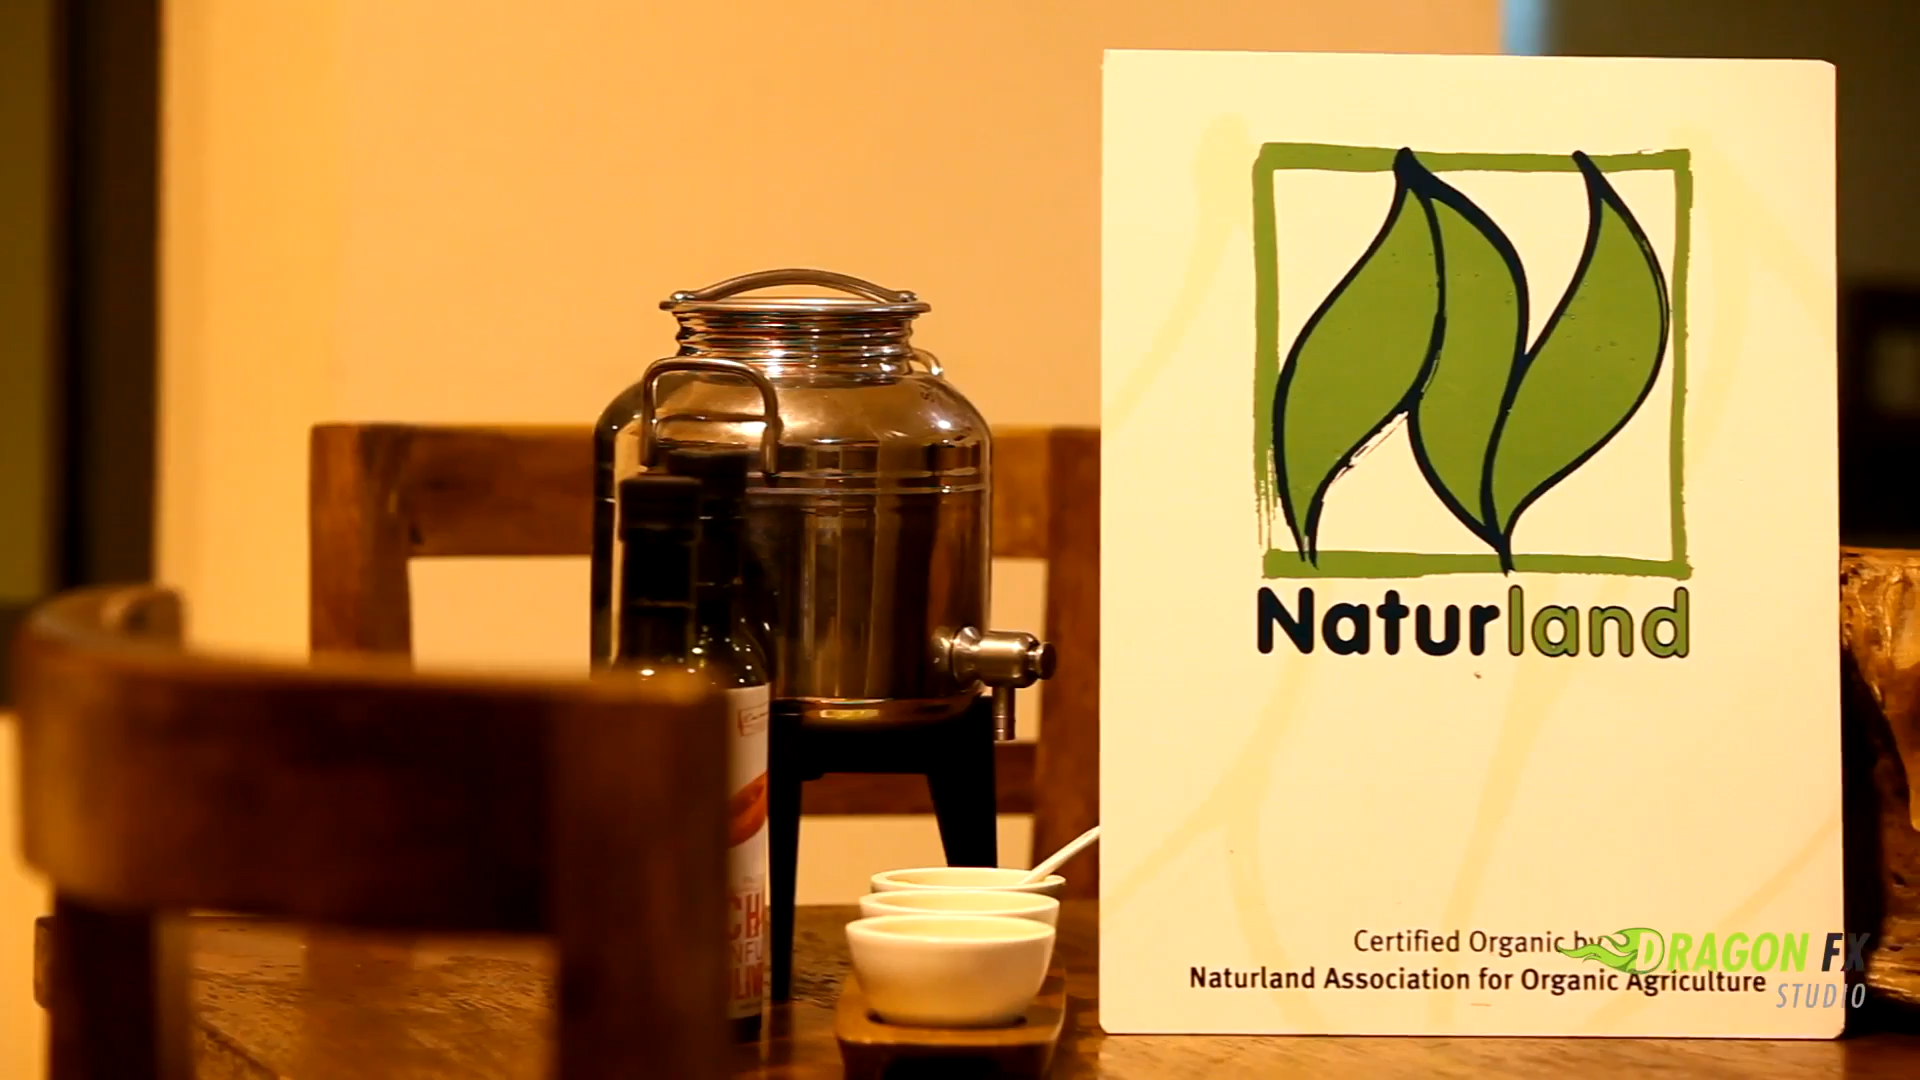 Naturland
Certified Organic by
Naturland Association for Organic Agriculture
DRAGON FX
STUDIO